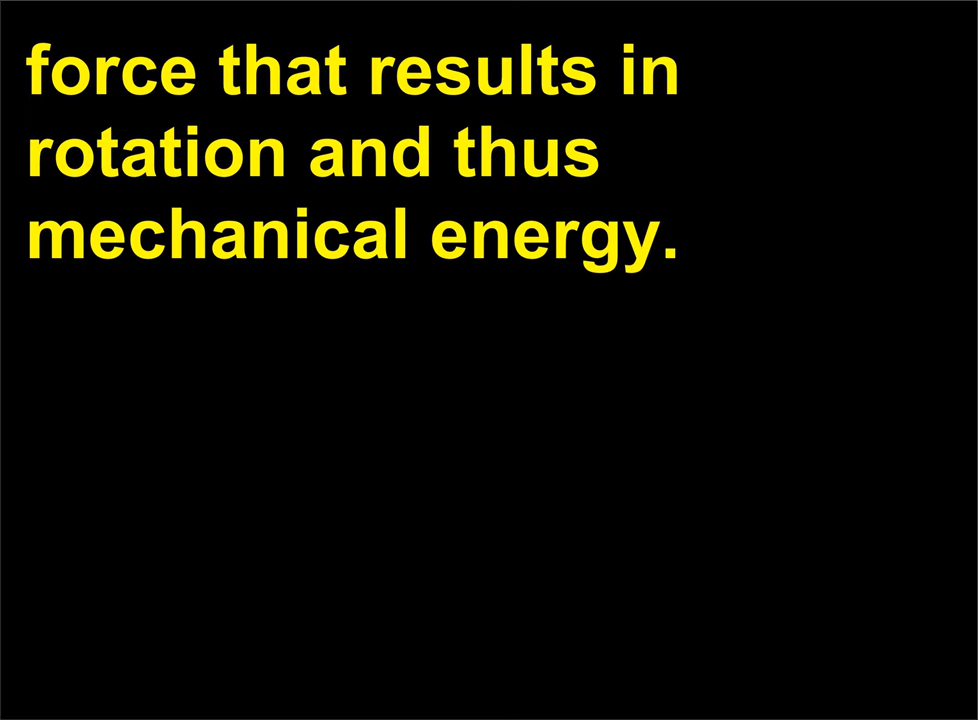 force that results in
rotation and thus
mechanical energy.